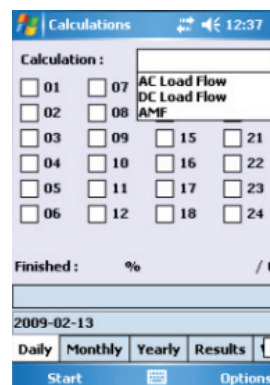 Calculations 12:37
Calculation :
AC Load Flow
DC Load Flow
AMF
01 07
02 08
03 09 15 21
04 10 16 22
05 11 17 23
06 12 18 24
Finished : % /
2009-02-13
Daily Monthly Yearly Results
Start Options